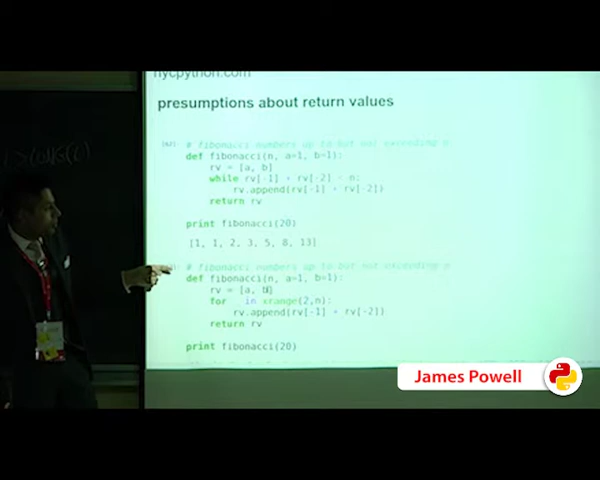 nycpython.com
presumptions about return values
# fibonacci numbers up to but not exceeding n
def fibonacci(n, a=1, b=1):
rv = [a, b]
while rv[-1] + rv[-2] < n:
rv.append(rv[-1] + rv[-2])
return rv
print fibonacci(20)
[1, 1, 2, 3, 5, 8, 13]
# fibonacci numbers up to but not exceeding n
def fibonacci(n, a=1, b=1):
rv = [a, b]
for _ in xrange(2,n):
rv.append(rv[-1] + rv[-2])
return rv
print fibonacci(20)
James Powell